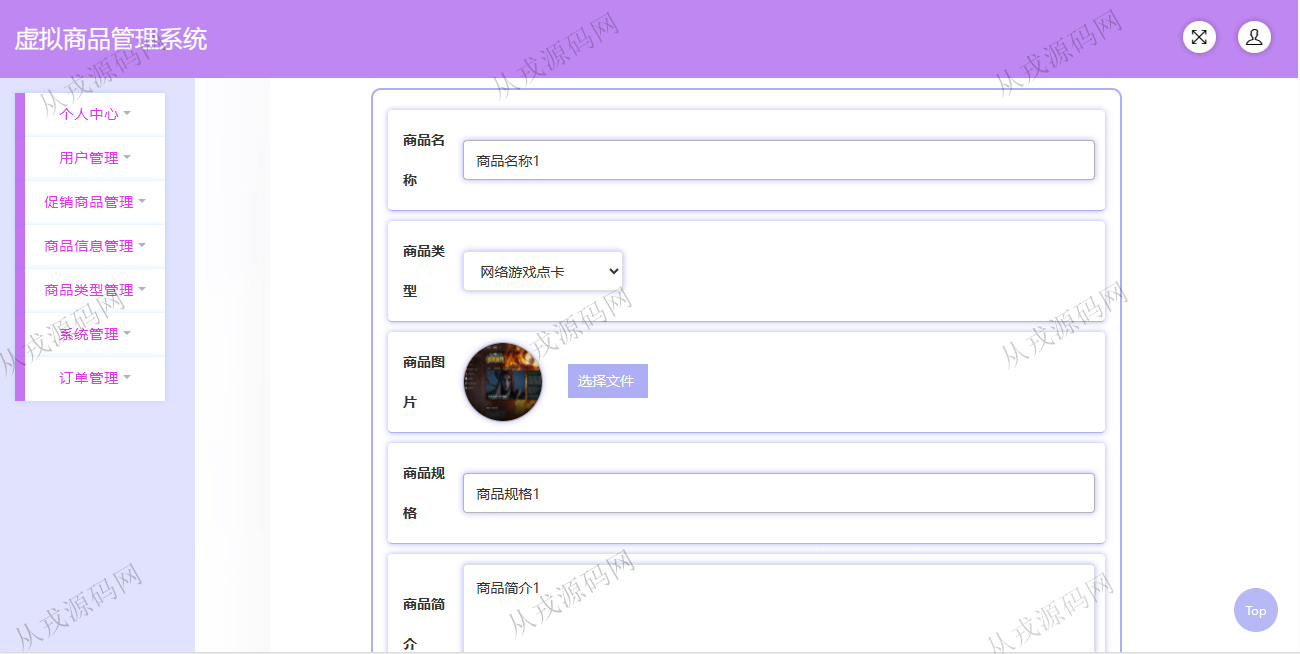 虚拟商品管理系统
个人中心
用户管理
促销商品管理
商品信息管理
商品类型管理
系统管理
订单管理
商品名
称
商品名称1
商品类
型
网络游戏点卡
商品图
片
选择文件
商品规
格
商品规格1
商品简
介
商品简介1
Top
从戎源码网
从戎源码网
从戎源码网
从戎源码网
从戎源码网
从戎源码网
从戎源码网
从戎源码网
从戎源码网